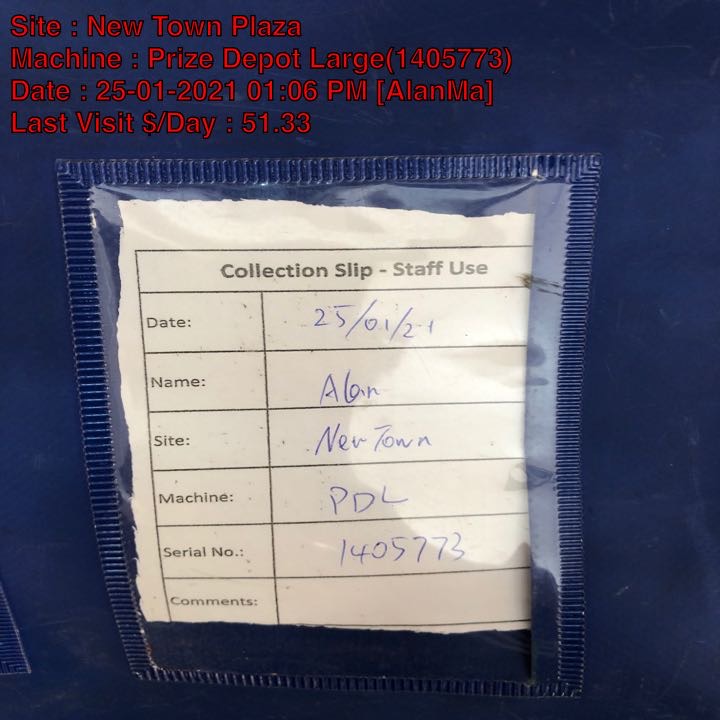 Site : New Town Plaza
Machine : Prize Depot Large(1405773)
Date : 25-01-2021 01:06 PM [AlanMa]
Last Visit $/Day : 51.33
Collection Slip - Staff Use
Date: 25/01/21
Name: Alan
Site: New Town
Machine: PDL
Serial No.: 1405773
Comments: